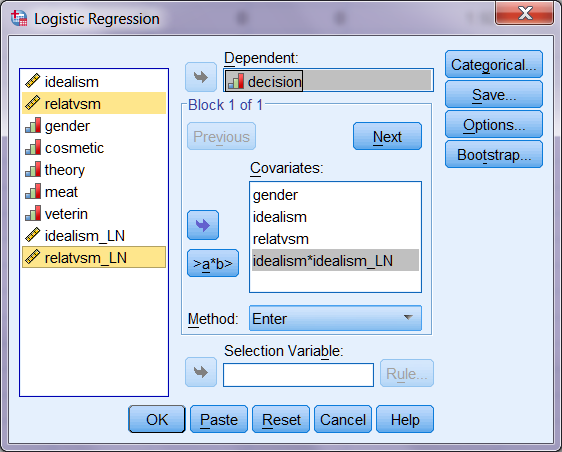 Logistic Regression
Dependent:
decision
idealism
relatvsm
gender
cosmetic
theory
meat
veterin
idealism_LN
relatvsm_LN
Block 1 of 1
Previous
Next
Covariates:
gender
idealism
relatvsm
idealism*idealism_LN
>a*b>
Method:
Enter
Selection Variable:
Rule...
Categorical...
Save...
Options...
Bootstrap...
OK
Paste
Reset
Cancel
Help